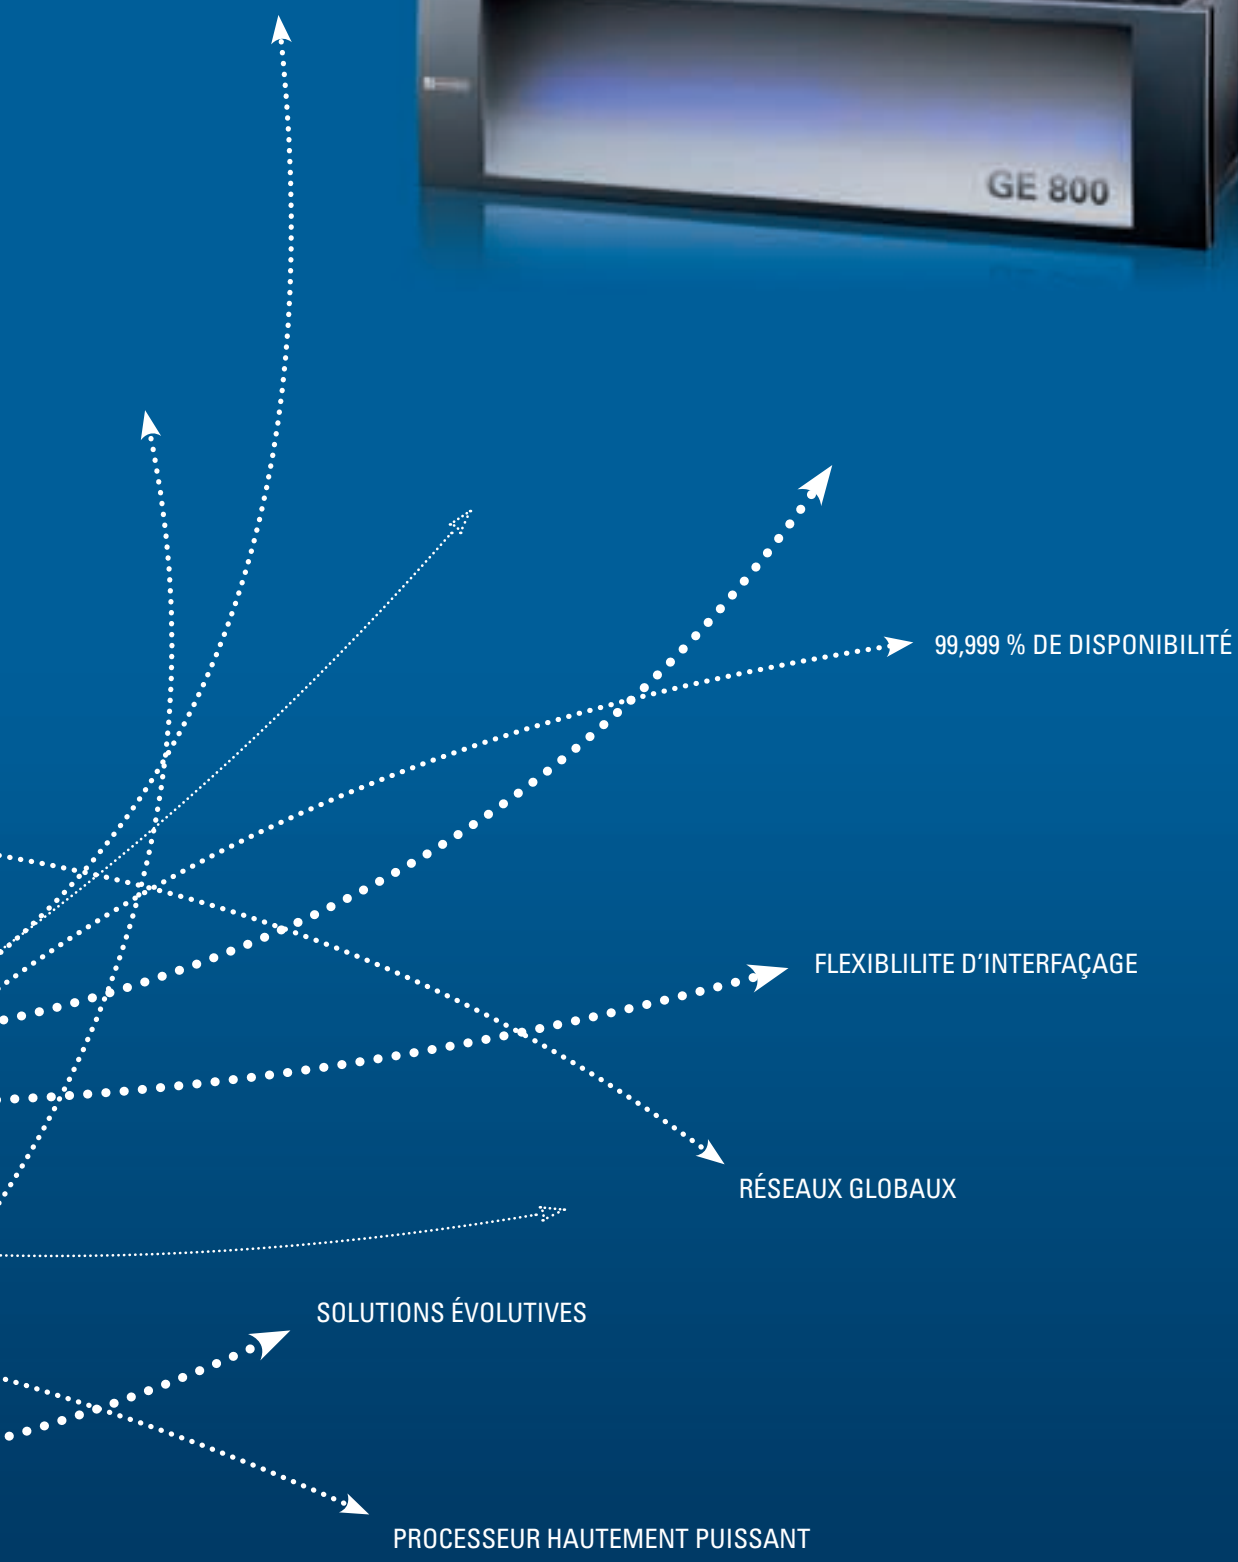 GE 800
99,999 % DE DISPONIBILITÉ
FLEXIBLILITE D'INTERFAÇAGE
RÉSEAUX GLOBAUX
SOLUTIONS ÉVOLUTIVES
PROCESSEUR HAUTEMENT PUISSANT